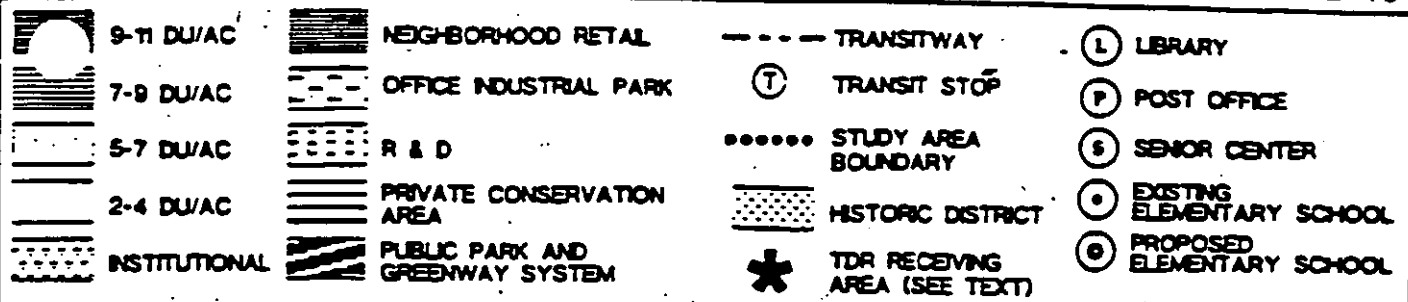 9-11 DU/AC
7-9 DU/AC
5-7 DU/AC
2-4 DU/AC
INSTITUTIONAL
NEIGHBORHOOD RETAIL
OFFICE INDUSTRIAL PARK
R & D
PRIVATE CONSERVATION
AREA
PUBLIC PARK AND
GREENWAY SYSTEM
TRANSITWAY
T TRANSIT STOP
STUDY AREA
BOUNDARY
HISTORIC DISTRICT
TDR RECEIVING
AREA (SEE TEXT)
L LIBRARY
P POST OFFICE
S SENIOR CENTER
EXISTING
ELEMENTARY SCHOOL
PROPOSED
ELEMENTARY SCHOOL